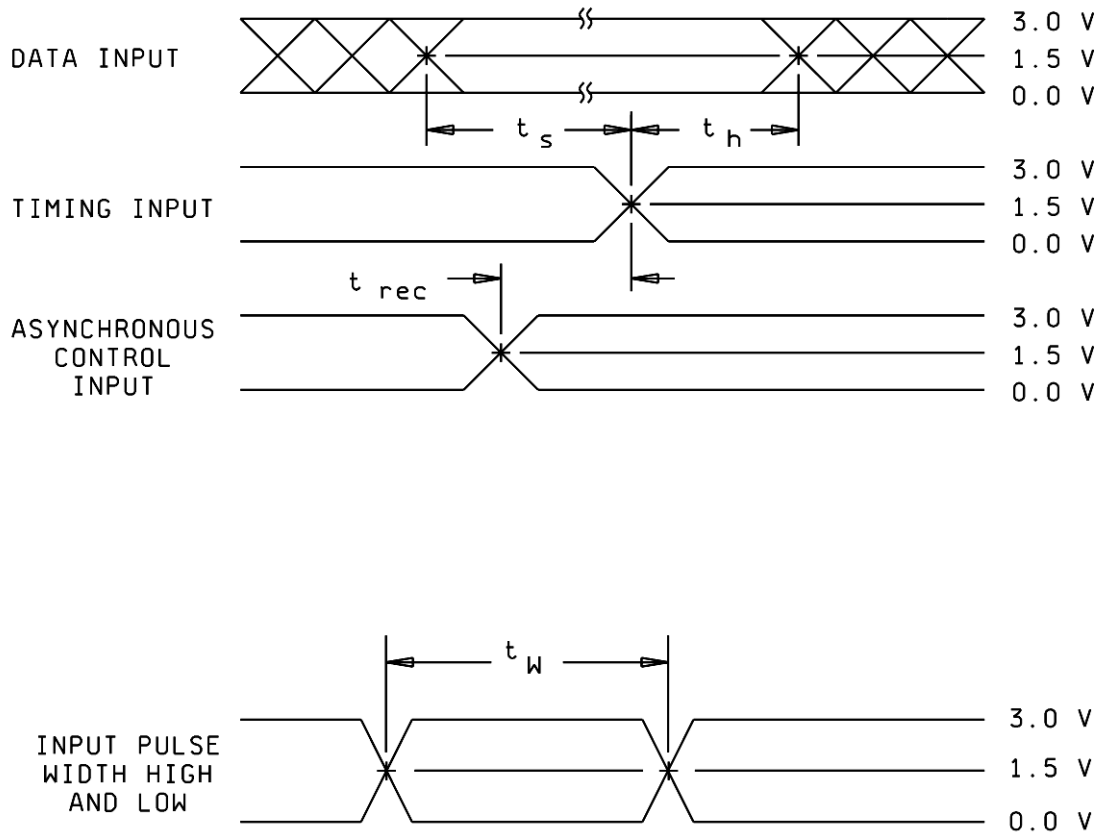 DATA INPUT
3.0 V
1.5 V
0.0 V
t s
t h
TIMING INPUT
3.0 V
1.5 V
0.0 V
t rec
ASYNCHRONOUS
CONTROL
INPUT
3.0 V
1.5 V
0.0 V
t W
INPUT PULSE
WIDTH HIGH
AND LOW
3.0 V
1.5 V
0.0 V